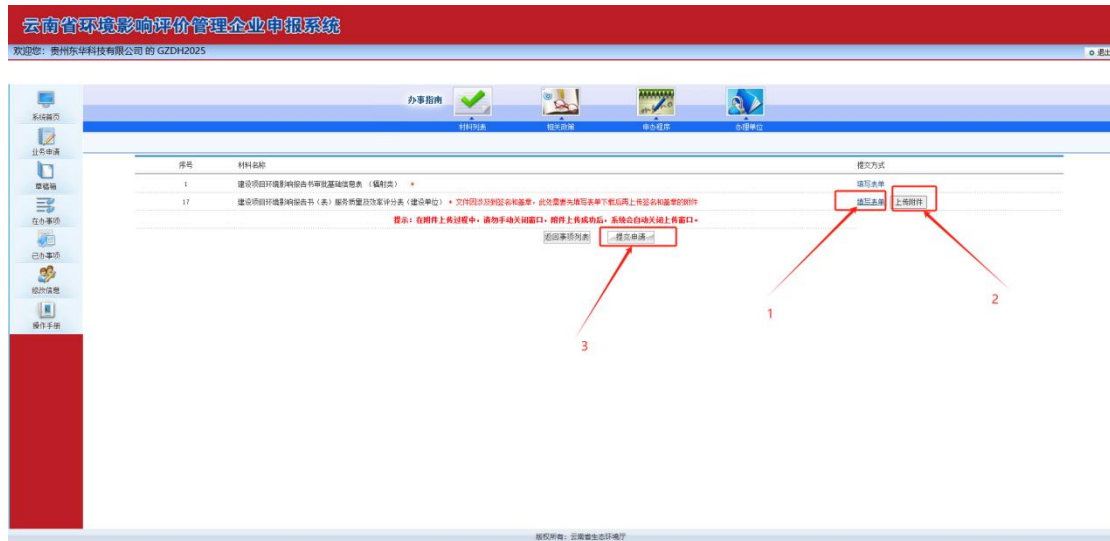 云南省环境影响评价管理企业申报系统
欢迎您：贵州东华科技有限公司 的 GZDH2025
退出
办事指南
材料列表
相关政策
申办程序
办理单位
系统首页
业务申请
草稿箱
在办事项
已办事项
修改信息
操作手册
序号 材料名称 提交方式
1 建设项目环境影响报告书审批基础信息表 （辐射类） * 填写表单
17 建设项目环境影响报告书（表）服务质量及效率评分表（建设单位） * 文件因涉及到签名和盖章，此处需要先填写表单下载后再上传签名和盖章的附件 填写表单 上传附件
提示：在附件上传过程中，请勿手动关闭窗口，附件上传成功后，系统会自动关闭上传窗口。
返回事项列表 提交申请
1
2
3
版权所有：云南省生态环境厅